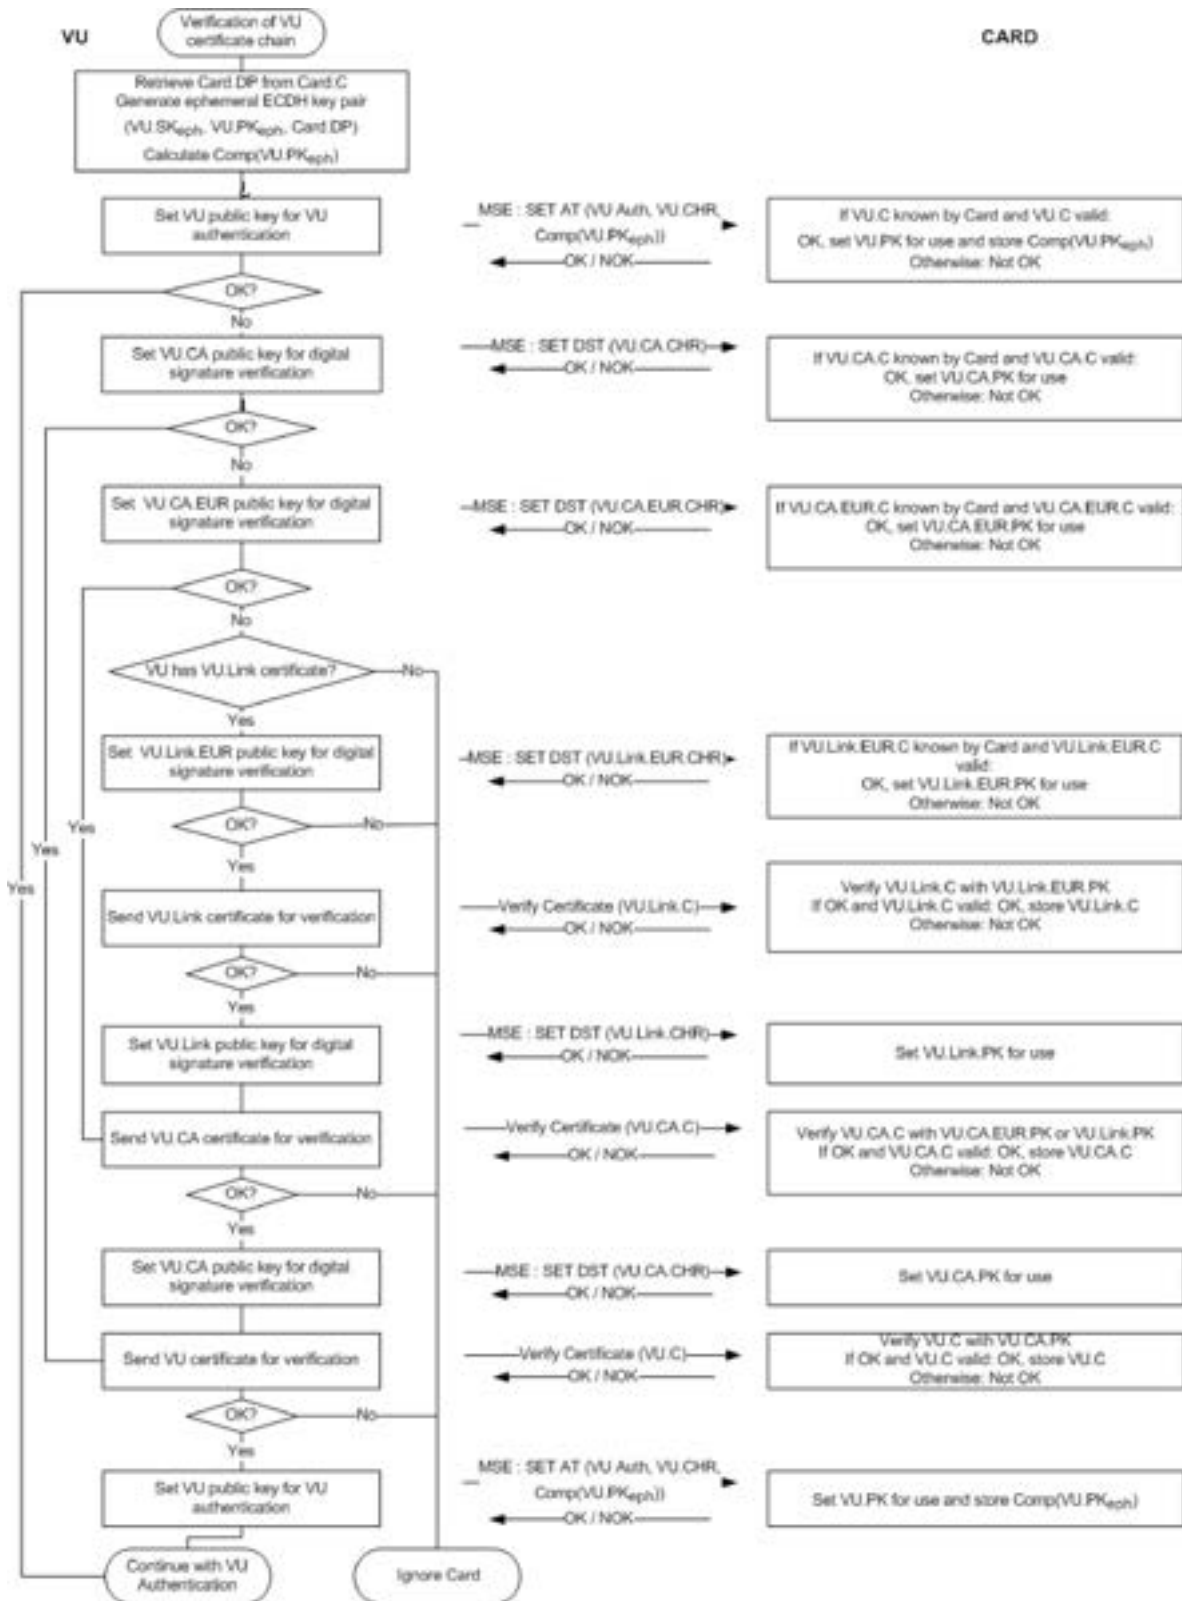 VU
Verification of VU
certificate chain
CARD
Retrieve Card.DP from Card.C
Generate ephemeral ECDH key pair
(VU.SKeph, VU.PKeph, Card.DP)
Calculate Comp(VU.PKeph)
Set VU public key for VU
authentication
MSE : SET AT (VU Auth, VU.CHR,
Comp(VU.PKeph))
OK / NOK
If VU.C known by Card and VU.C valid:
OK, set VU.PK for use and store Comp(VU.PKeph)
Otherwise: Not OK
OK?
No
Set VU.CA public key for digital
signature verification
MSE : SET DST (VU.CA.CHR)
OK / NOK
If VU.CA.C known by Card and VU.CA.C valid:
OK, set VU.CA.PK for use
Otherwise: Not OK
OK?
No
Set VU.CA.EUR public key for digital
signature verification
MSE : SET DST (VU.CA.EUR.CHR)
OK / NOK
If VU.CA.EUR.C known by Card and VU.CA.EUR.C valid:
OK, set VU.CA.EUR.PK for use
Otherwise: Not OK
OK?
No
VU has VU.Link certificate?
No
Yes
Set VU.Link.EUR public key for digital
signature verification
MSE : SET DST (VU.Link.EUR.CHR)
OK / NOK
If VU.Link.EUR.C known by Card and VU.Link.EUR.C
valid:
OK, set VU.Link.EUR.PK for use
Otherwise: Not OK
OK?
No
Yes
Yes
Yes
Yes
Send VU.Link certificate for verification
Verify Certificate (VU.Link.C)
OK / NOK
Verify VU.Link.C with VU.Link.EUR.PK
If OK and VU.Link.C valid: OK, store VU.Link.C
Otherwise: Not OK
OK?
No
Yes
Set VU.Link public key for digital
signature verification
MSE : SET DST (VU.Link.CHR)
OK / NOK
Set VU.Link.PK for use
Send VU.CA certificate for verification
Verify Certificate (VU.CA.C)
OK / NOK
Verify VU.CA.C with VU.CA.EUR.PK or VU.Link.PK
If OK and VU.CA.C valid: OK, store VU.CA.C
Otherwise: Not OK
OK?
No
Yes
Set VU.CA public key for digital
signature verification
MSE : SET DST (VU.CA.CHR)
OK / NOK
Set VU.CA.PK for use
Send VU certificate for verification
Verify Certificate (VU.C)
OK / NOK
Verify VU.C with VU.CA.PK
If OK and VU.C valid: OK, store VU.C
Otherwise: Not OK
OK?
No
Yes
Set VU public key for VU
authentication
MSE : SET AT (VU Auth, VU.CHR,
Comp(VU.PKeph))
OK / NOK
Set VU.PK for use and store Comp(VU.PKeph)
Continue with VU
Authentication
Ignore Card